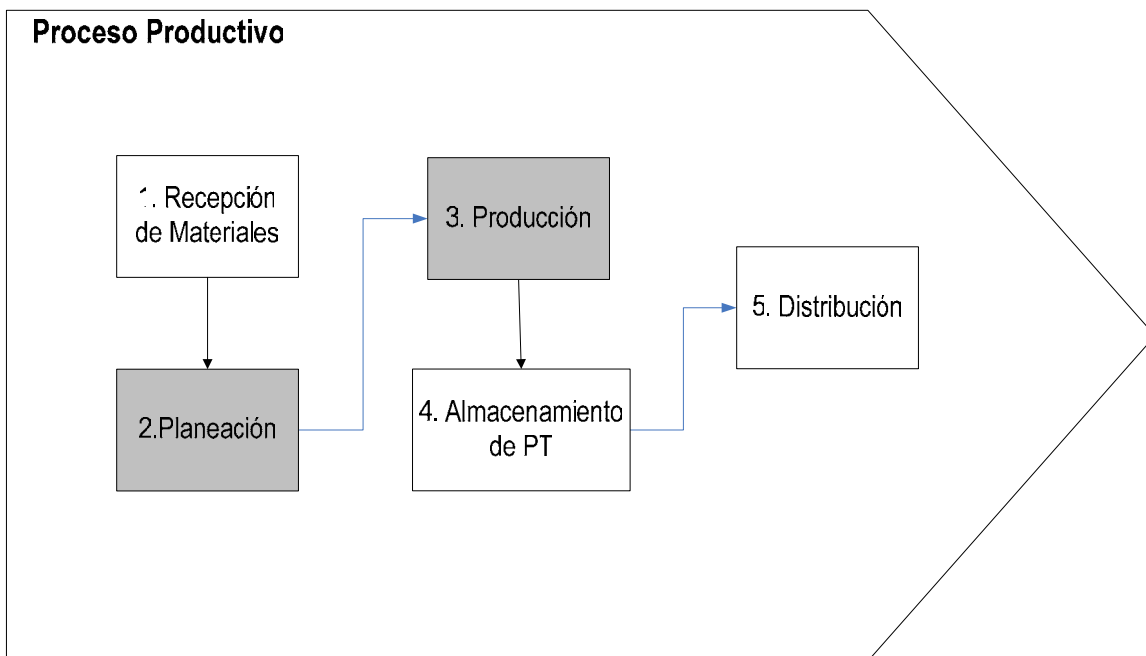 Proceso Productivo
1. Recepción
de Materiales
2.Planeación
3. Producción
4. Almacenamiento
de PT
5. Distribución